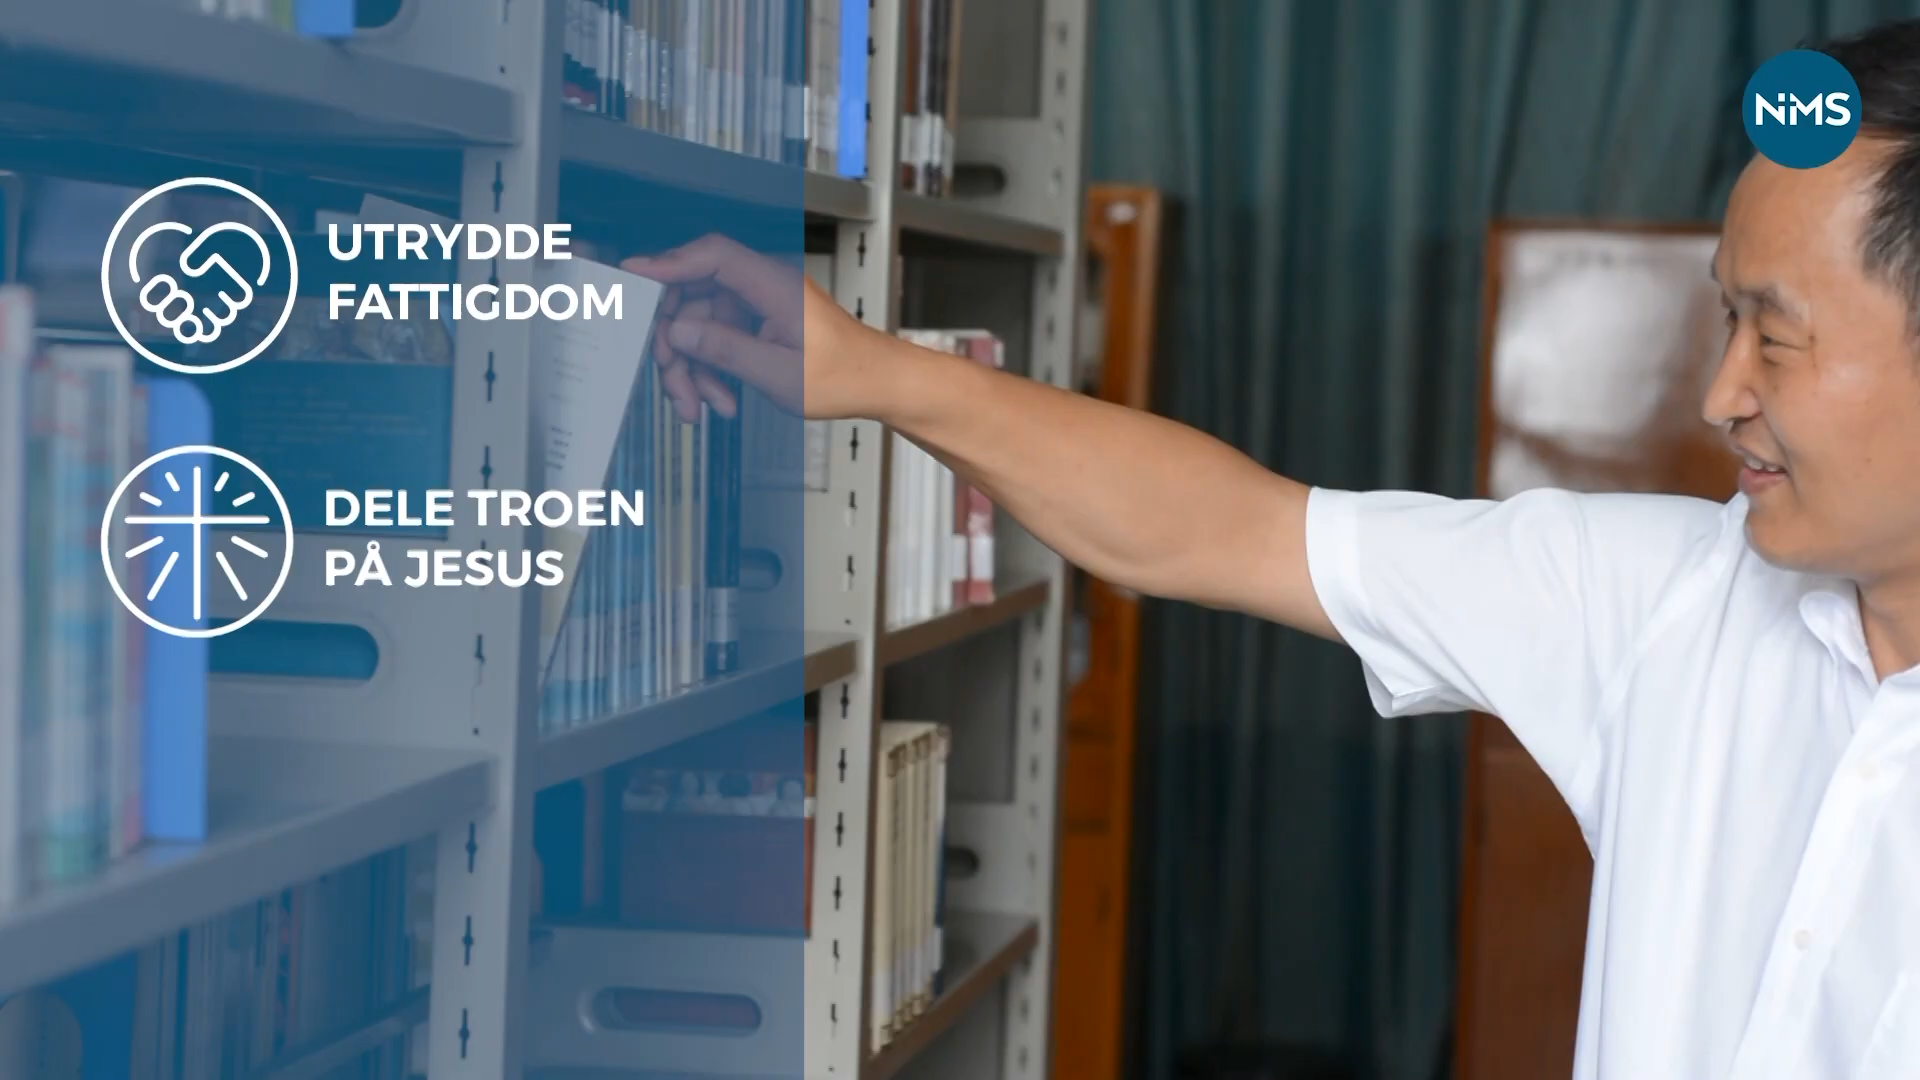 NMS
UTRYDDE
FATTIGDOM
DELE TROEN
PÅ JESUS